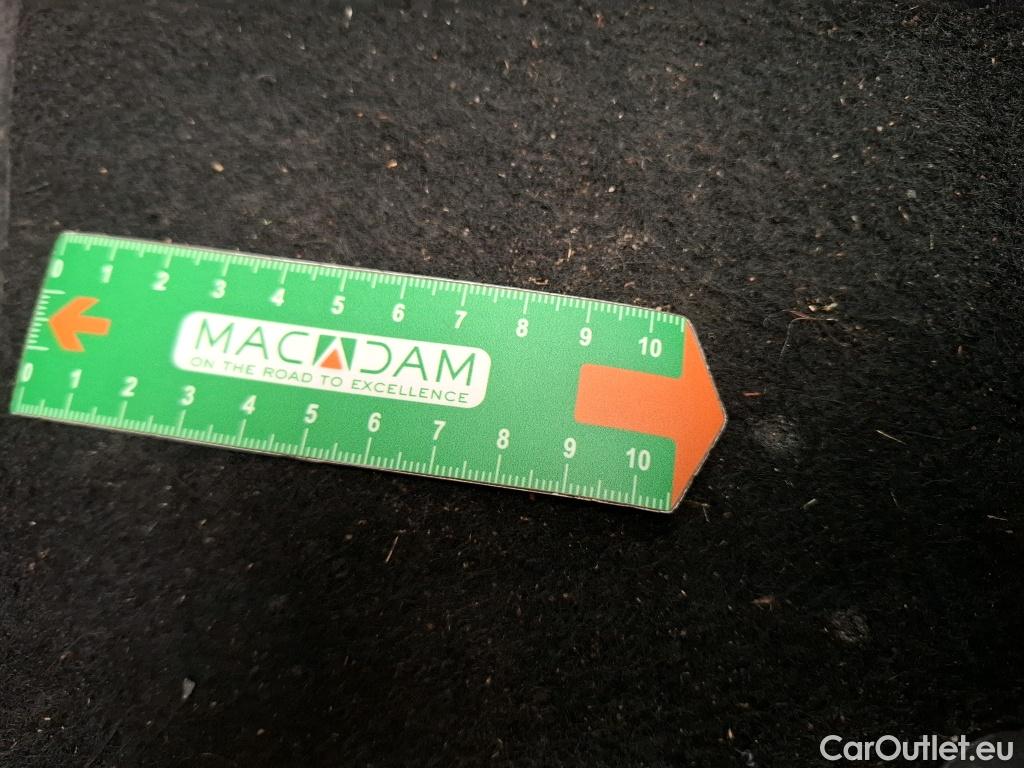 0 1 2 3 4 5 6 7 8 9 10
MACADAM
ON THE ROAD TO EXCELLENCE
0 1 2 3 4 5 6 7 8 9 10
CarOutlet.eu